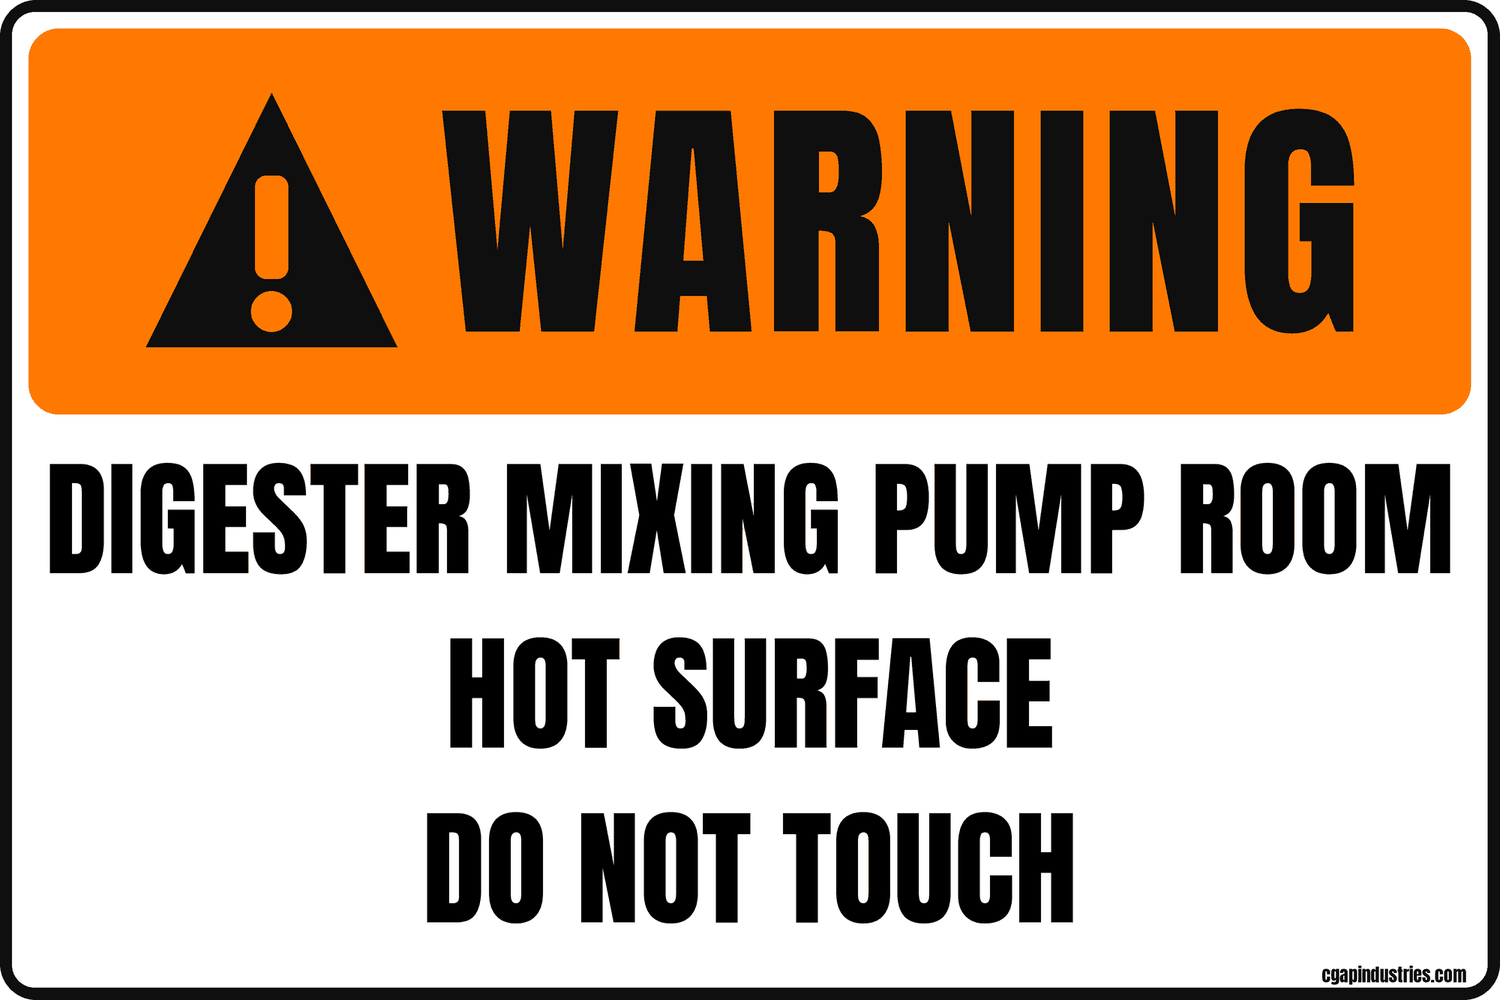 WARNING
DIGESTER MIXING PUMP ROOM
HOT SURFACE
DO NOT TOUCH
cgapindustries.com